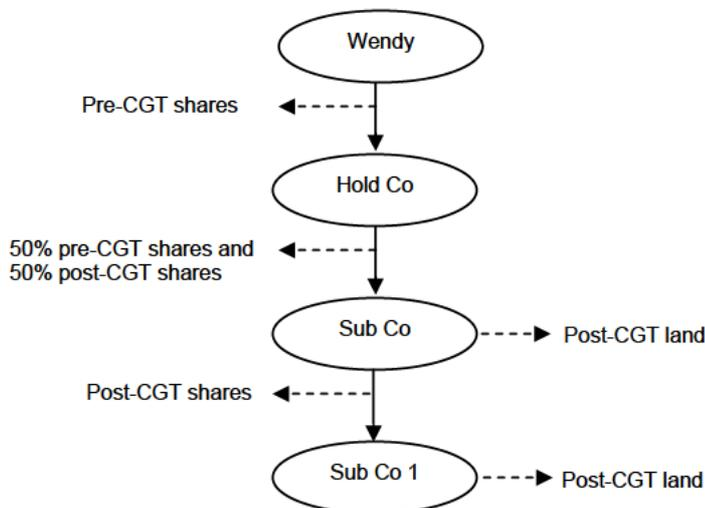 Wendy
Pre-CGT shares
Hold Co
50% pre-CGT shares and
50% post-CGT shares
Sub Co
Post-CGT land
Post-CGT shares
Sub Co 1
Post-CGT land